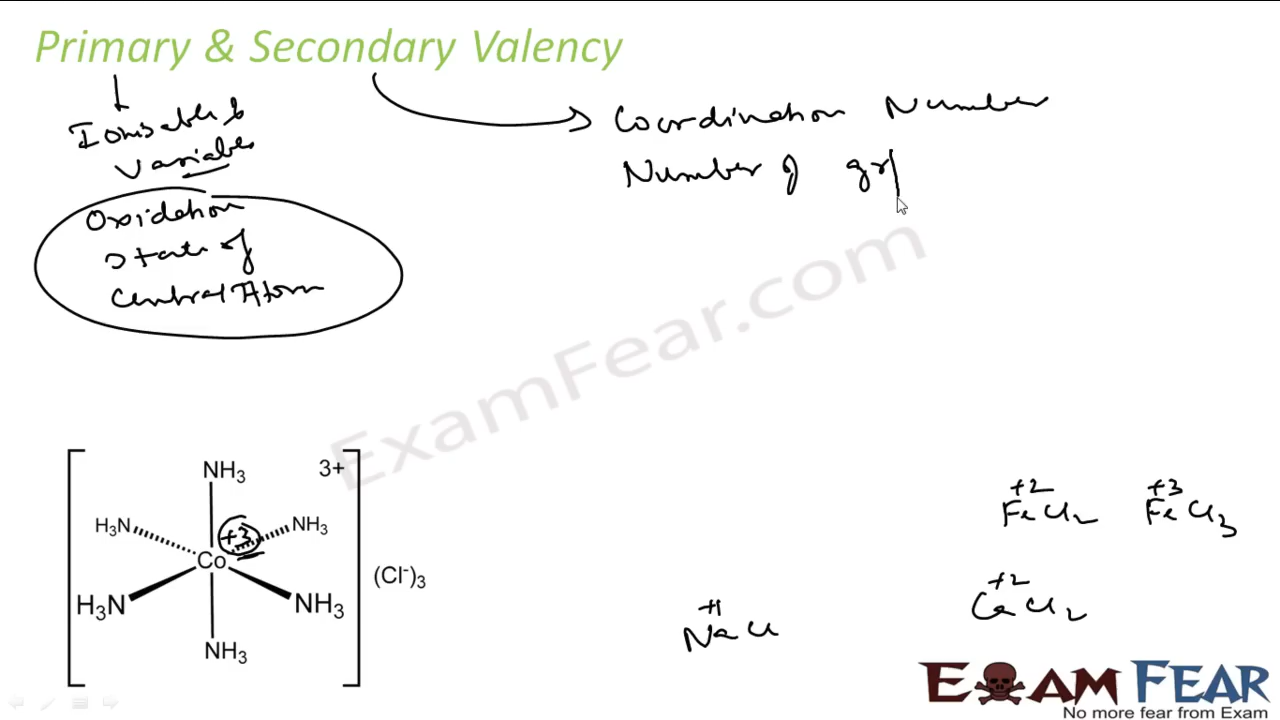 Primary & Secondary Valency
Ionisable &
Variable
Oxidation
State of
Central Atom
Coordination Number
Number of gr
ExamFear.com
NH₃
3+
H₃N
+3
NH₃
Co
(Cl⁻)₃
H₃N
NH₃
NH₃
+2
FeCl₂
+3
FeCl₃
+2
CaCl₂
+1
NaCl
EXAM FEAR
No more fear from Exam